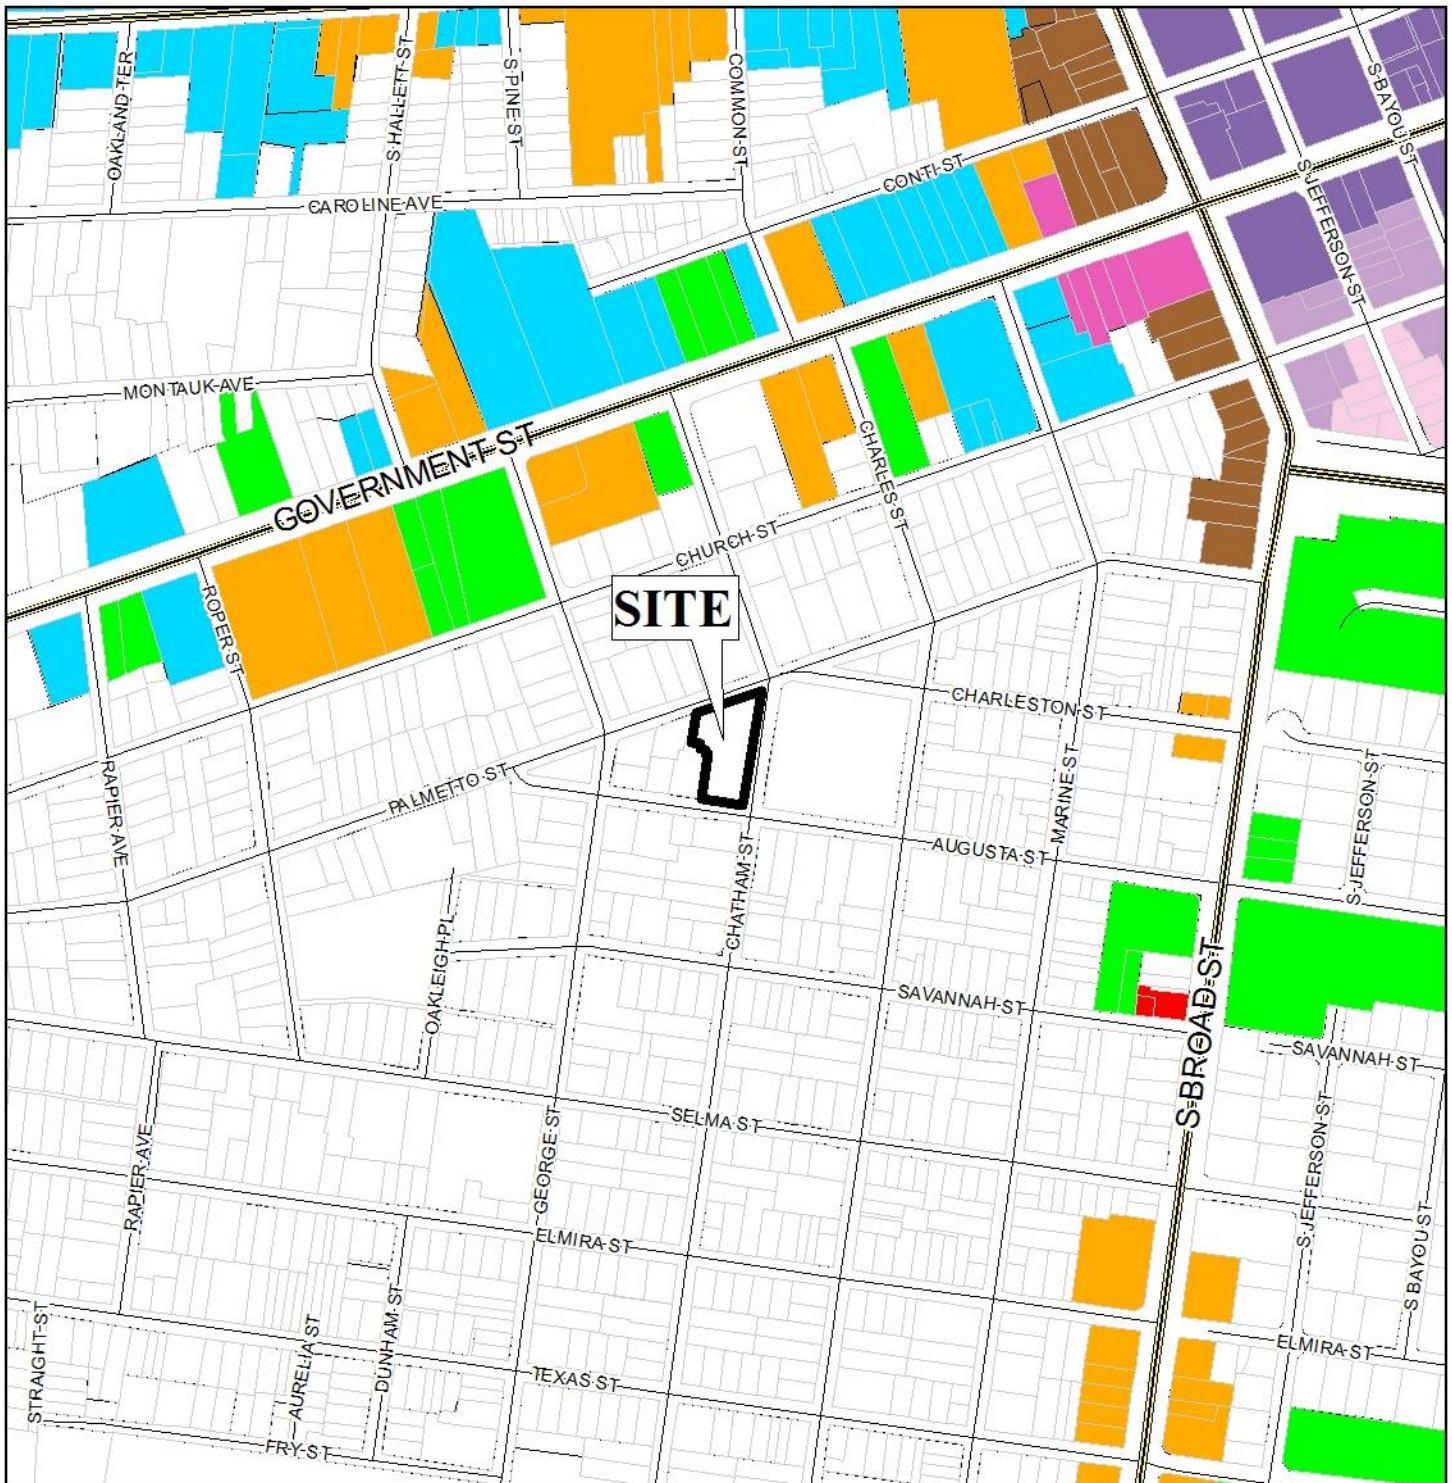 OAKLAND TER
S HALLETT ST
S PINE ST
COMMON ST
S BAYOU ST
CONTI ST
S JEFFERSON ST
CAROLINE AVE
MONTAUK AVE
GOVERNMENT ST
CHARLES ST
CHURCH ST
ROPER ST
SITE
CHARLESTON ST
RAPIER AVE
PALMETTO ST
MARINE ST
S JEFFERSON ST
AUGUSTA ST
CHATHAM ST
OAKLEIGH PL
SAVANNAH ST
S BROAD ST
SAVANNAH ST
SELMA ST
RAPIER AVE
GEORGE ST
S JEFFERSON ST
S BAYOU ST
ELMIRA ST
STRAIGHT ST
AURELIA ST
DUNHAM ST
ELMIRA ST
TEXAS ST
FRY ST